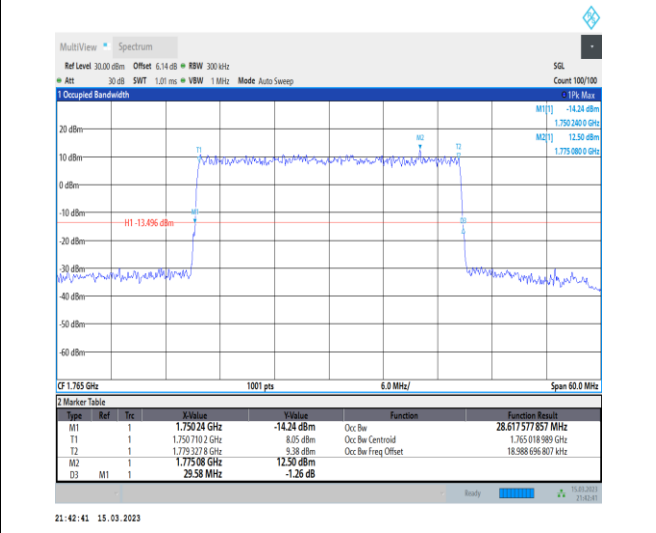 MultiView Spectrum
Ref Level 30.00 dBm Offset 6.14 dB RBW 300 kHz SGL
Att 30 dB SWT 1.01 ms VBW 1 MHz Mode Auto Sweep Count 100/100
1 Occupied Bandwidth 1Pk Max
M1[1] -14.24 dBm
1.750 240 0 GHz
M2[1] 12.50 dBm
1.775 080 0 GHz
20 dBm
M2
T1
T2
10 dBm
0 dBm
-10 dBm
M1
H1 -13.496 dBm
-20 dBm
-30 dBm
-40 dBm
-50 dBm
-60 dBm
CF 1.765 GHz 1001 pts 6.0 MHz/ Span 60.0 MHz
2 Marker Table
Type Ref Trc X-Value Y-Value Function Function Result
M1 1 1.75024 GHz -14.24 dBm Occ Bw 28.617 577 857 MHz
T1 1 1.750 710 2 GHz 8.05 dBm Occ Bw Centroid 1.765 018 989 GHz
T2 1 1.779 327 8 GHz 9.38 dBm Occ Bw Freq Offset 18.988 696 807 kHz
M2 1 1.77508 GHz 12.50 dBm
D3 M1 1 29.58 MHz -1.26 dB
Ready 15.03.2023
21:42:41
21:42:41 15.03.2023